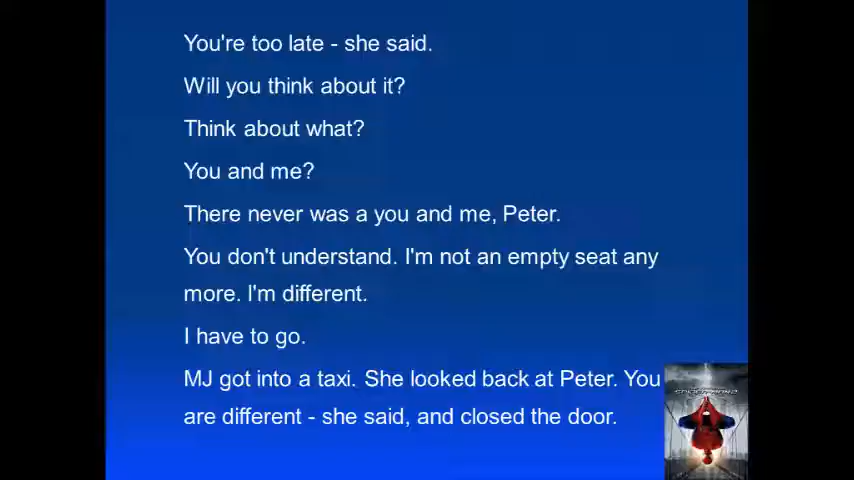 You're too late - she said.
Will you think about it?
Think about what?
You and me?
There never was a you and me, Peter.
You don't understand. I'm not an empty seat any
more. I'm different.
I have to go.
MJ got into a taxi. She looked back at Peter. You
are different - she said, and closed the door.